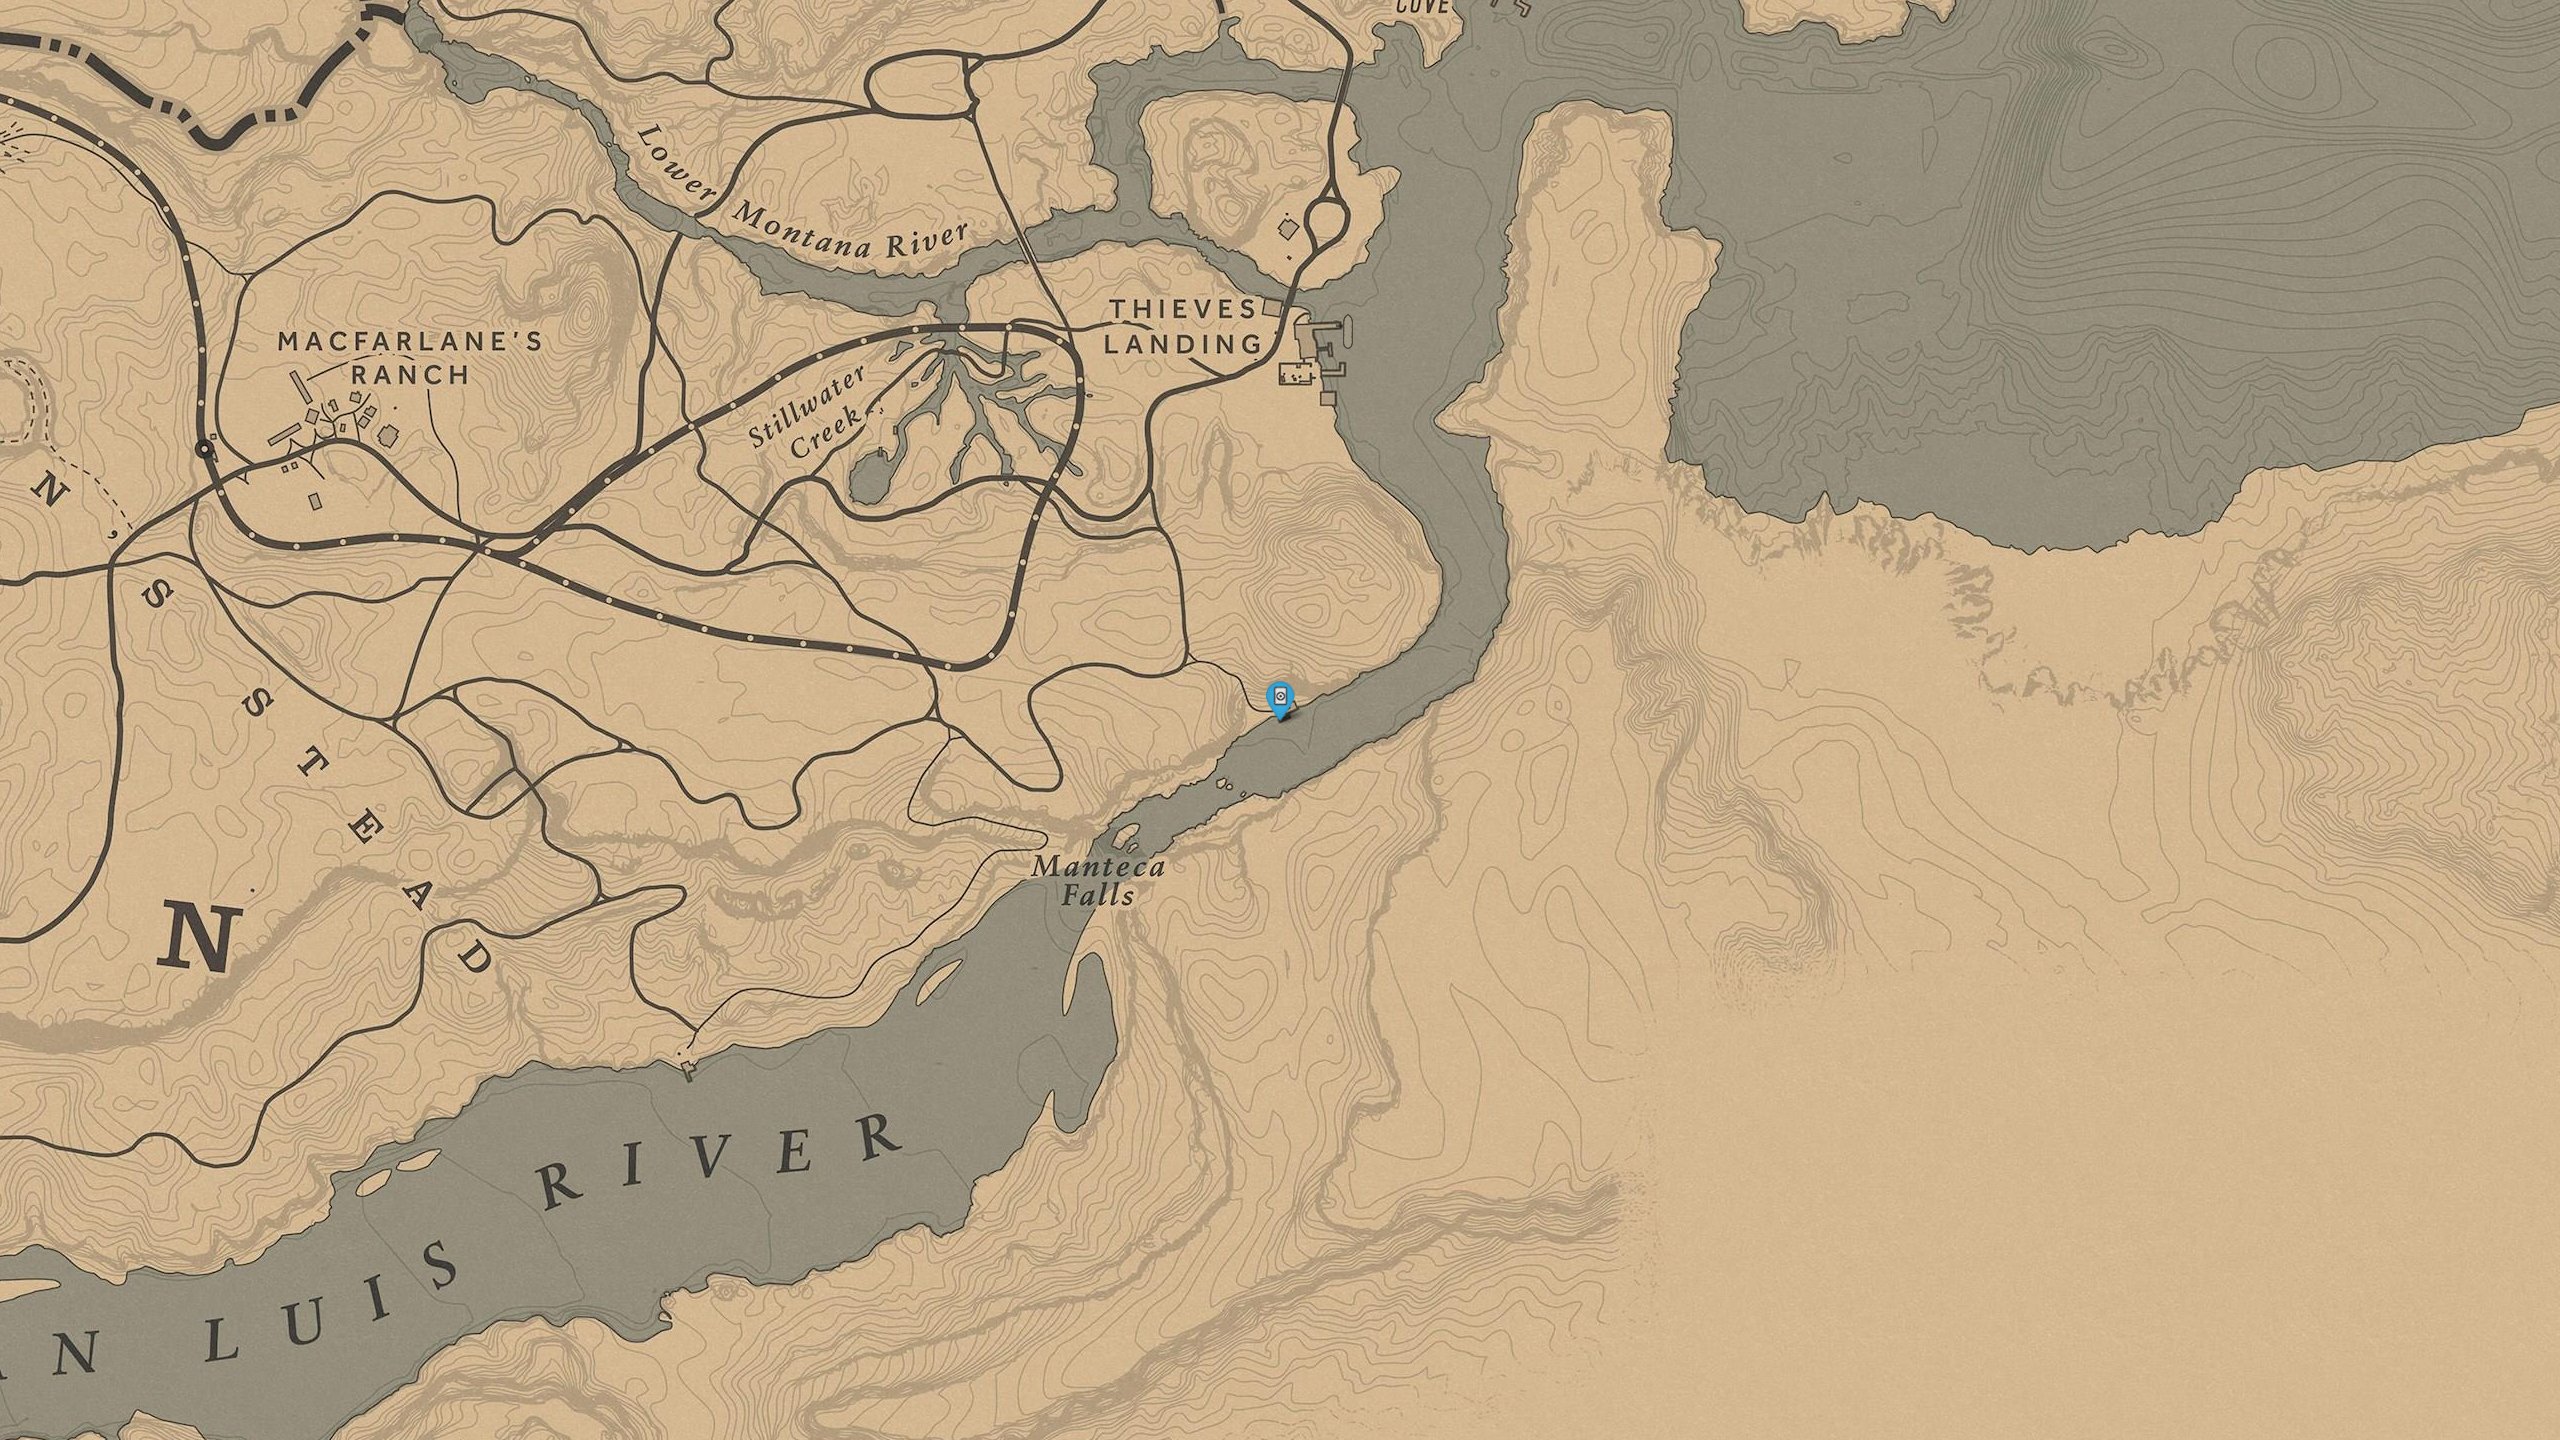 COVE
Lower Montana River
THIEVES
LANDING
MACFARLANE'S
RANCH
Stillwater
Creek
N
N,
S
S
T
E
A
D
Manteca
Falls
N
N LUIS RIVER